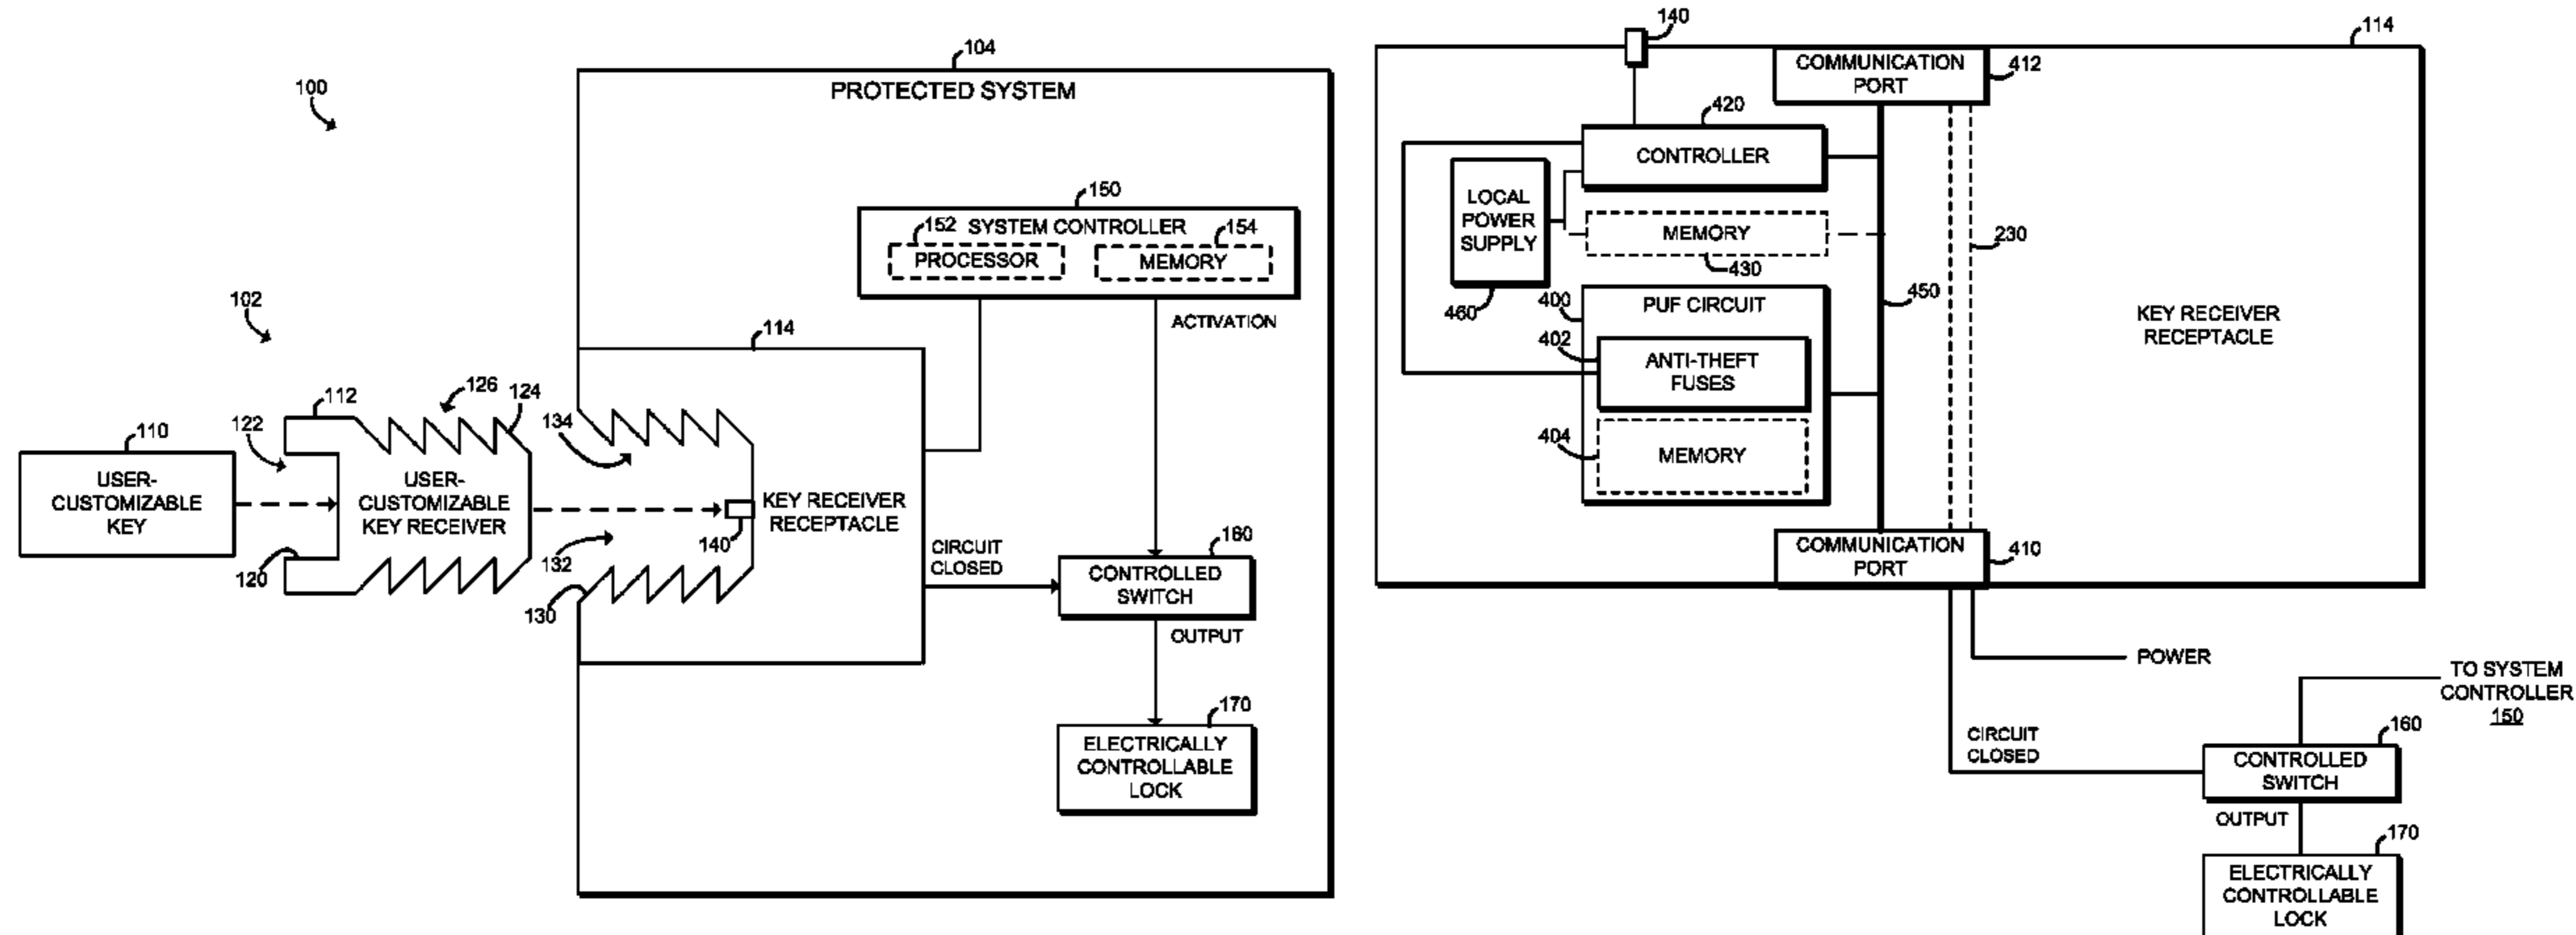 100
102
104
PROTECTED SYSTEM
150
152
SYSTEM CONTROLLER
154
PROCESSOR
MEMORY
ACTIVATION
114
110
USER-
CUSTOMIZABLE
KEY
112
122
120
126
124
USER-
CUSTOMIZABLE
KEY RECEIVER
134
132
130
140
KEY RECEIVER
RECEPTACLE
CIRCUIT
CLOSED
160
CONTROLLED
SWITCH
OUTPUT
170
ELECTRICALLY
CONTROLLABLE
LOCK
140
114
COMMUNICATION
PORT
412
420
CONTROLLER
LOCAL
POWER
SUPPLY
460
MEMORY
430
230
450
400
PUF CIRCUIT
402
ANTI-THEFT
FUSES
404
MEMORY
KEY RECEIVER
RECEPTACLE
COMMUNICATION
PORT
410
POWER
TO SYSTEM
CONTROLLER
150
CIRCUIT
CLOSED
160
CONTROLLED
SWITCH
OUTPUT
170
ELECTRICALLY
CONTROLLABLE
LOCK